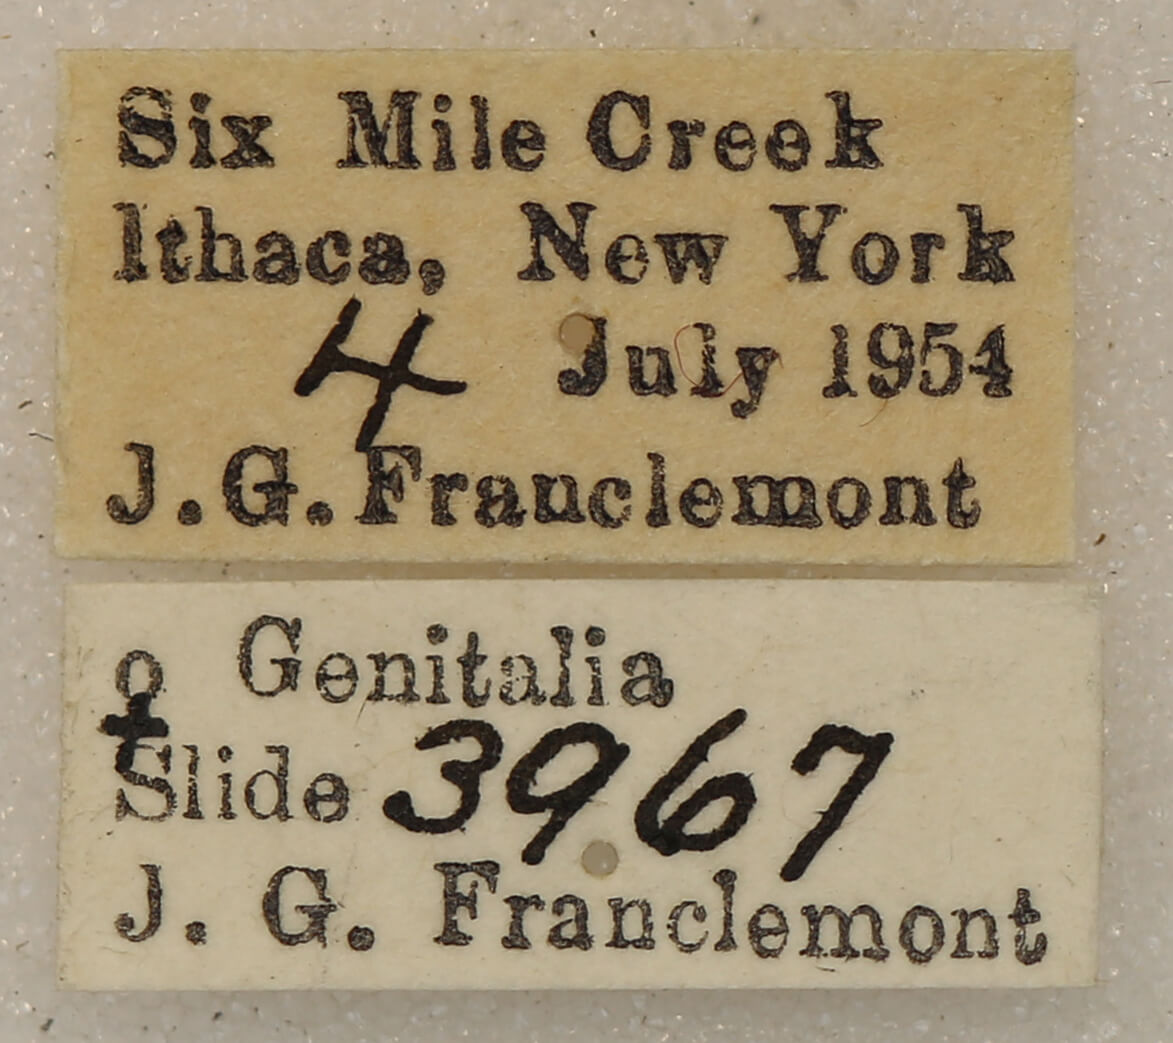 Six Mile Creek
Ithaca, New York
4 July 1954
J.G. Franclemont
♀ Genitalia
Slide 3967
J. G. Franclemont